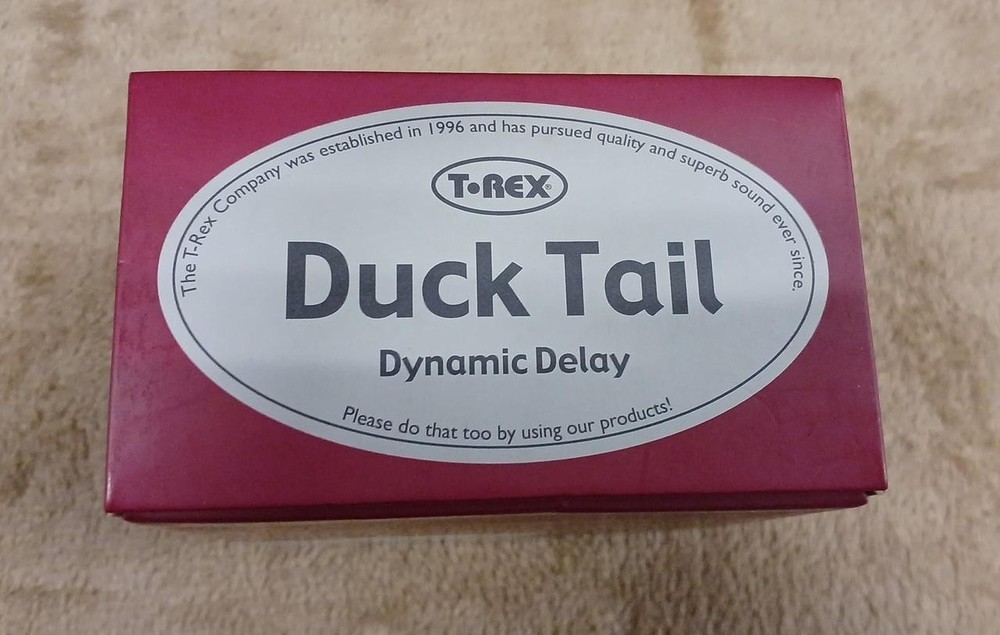 The T-Rex Company was established in 1996 and has pursued quality and superb sound ever since.
T•REX®
Duck Tail
Dynamic Delay
Please do that too by using our products!